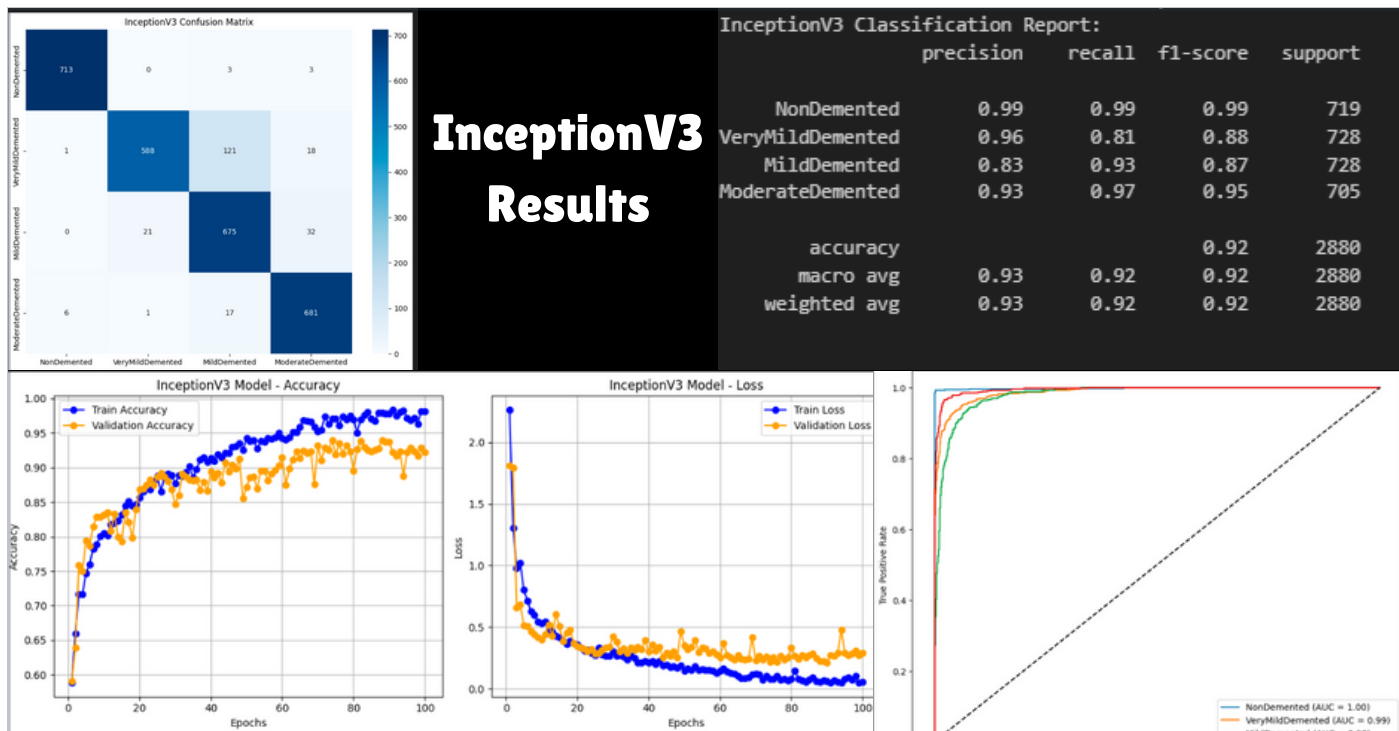 InceptionV3 Confusion Matrix
NonDemented
713
0
3
3
VeryMildDemented
1
588
121
18
MildDemented
0
21
675
32
ModerateDemented
6
1
17
681
NonDemented
VeryMildDemented
MildDemented
ModerateDemented
700
600
500
400
300
200
100
0
InceptionV3
Results
InceptionV3 Classification Report:
precision recall f1-score support
NonDemented 0.99 0.99 0.99 719
VeryMildDemented 0.96 0.81 0.88 728
MildDemented 0.83 0.93 0.87 728
ModerateDemented 0.93 0.97 0.95 705
accuracy 0.92 2880
macro avg 0.93 0.92 0.92 2880
weighted avg 0.93 0.92 0.92 2880
InceptionV3 Model - Accuracy
Train Accuracy
Validation Accuracy
1.00
0.95
0.90
0.85
0.80
0.75
0.70
0.65
0.60
Accuracy
0 20 40 60 80 100
Epochs
InceptionV3 Model - Loss
Train Loss
Validation Loss
2.0
1.5
1.0
0.5
0.0
Loss
0 20 40 60 80 100
Epochs
1.0
0.8
0.6
0.4
0.2
True Positive Rate
NonDemented (AUC = 1.00)
VeryMildDemented (AUC = 0.99)